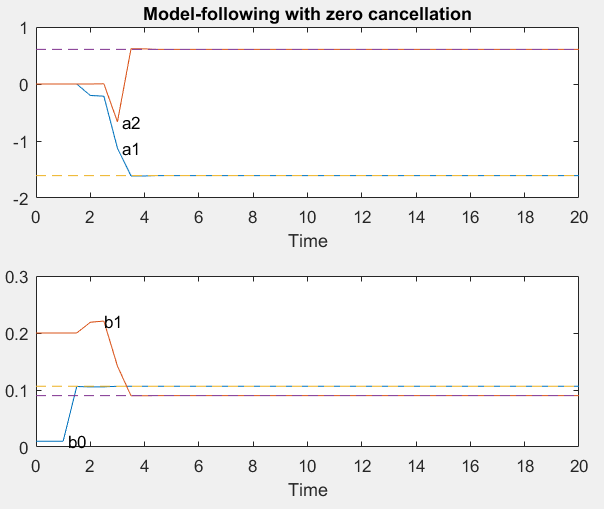 Model-following with zero cancellation
1
0
-1
-2
a2
a1
0 2 4 6 8 10 12 14 16 18 20
Time
0.3
0.2
0.1
0
b1
b0
0 2 4 6 8 10 12 14 16 18 20
Time